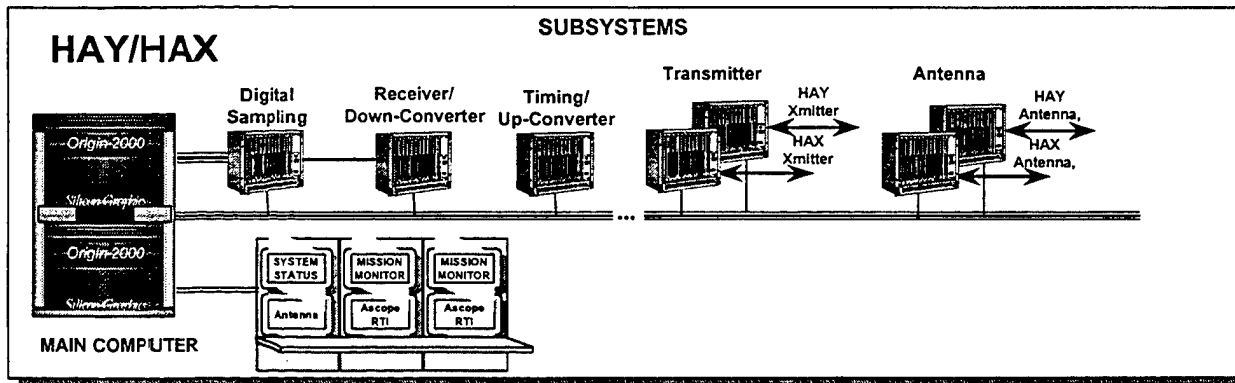 SUBSYSTEMS
HAY/HAX
Digital
Sampling
Receiver/
Down-Converter
Timing/
Up-Converter
Transmitter
HAY
Xmitter
HAX
Xmitter
Antenna
HAY
Antenna,
HAX
Antenna,
Origin-2000
Origin-2000
...
SYSTEM
STATUS
MISSION
MONITOR
MISSION
MONITOR
Antenna
Ascope
RTI
Ascope
RTI
MAIN COMPUTER